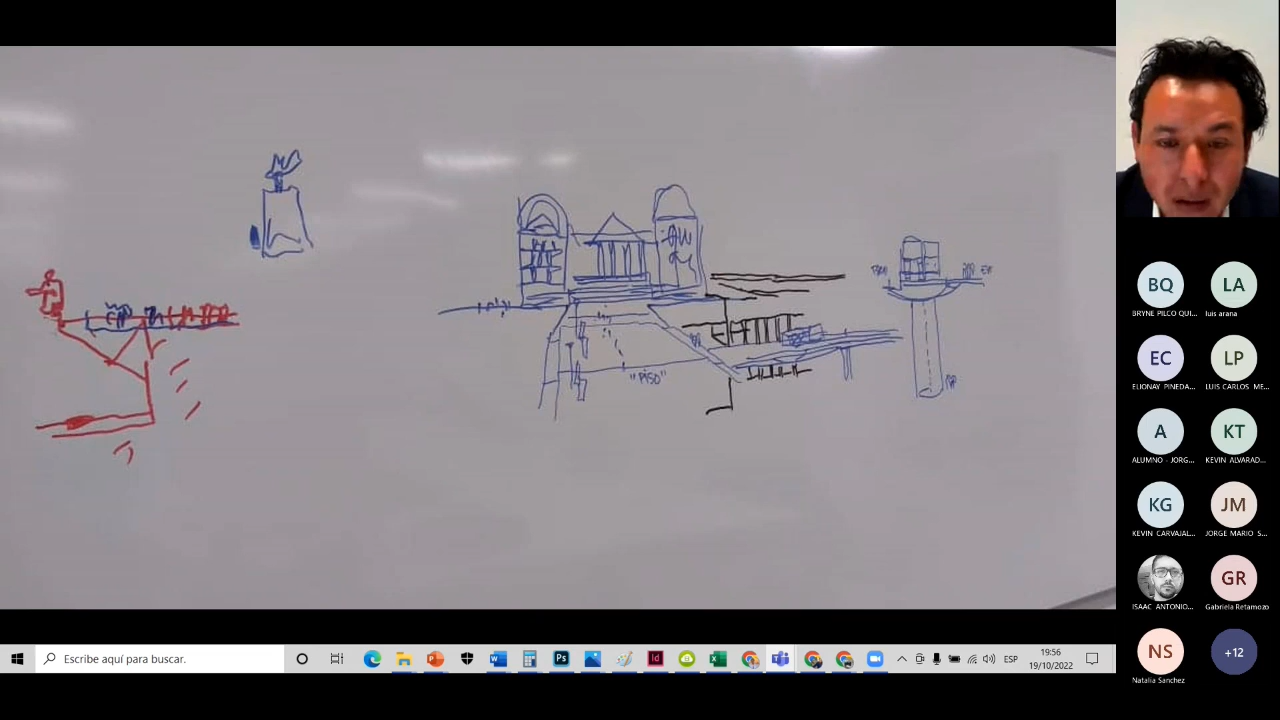 "PISO"
BQ
BRYNE PILCO QUI...
LA
luis arana
EC
ELIONAY PINEDA...
LP
LUIS CARLOS ME...
A
ALUMNO - JORG...
KT
KEVIN ALVARAD...
KG
KEVIN CARVAJAL...
JM
JORGE MARIO S...
ISAAC ANTONIO...
GR
Gabriela Retamozo
NS
Natalia Sanchez
+12
Escribe aquí para buscar.
ESP
19:56
19/10/2022